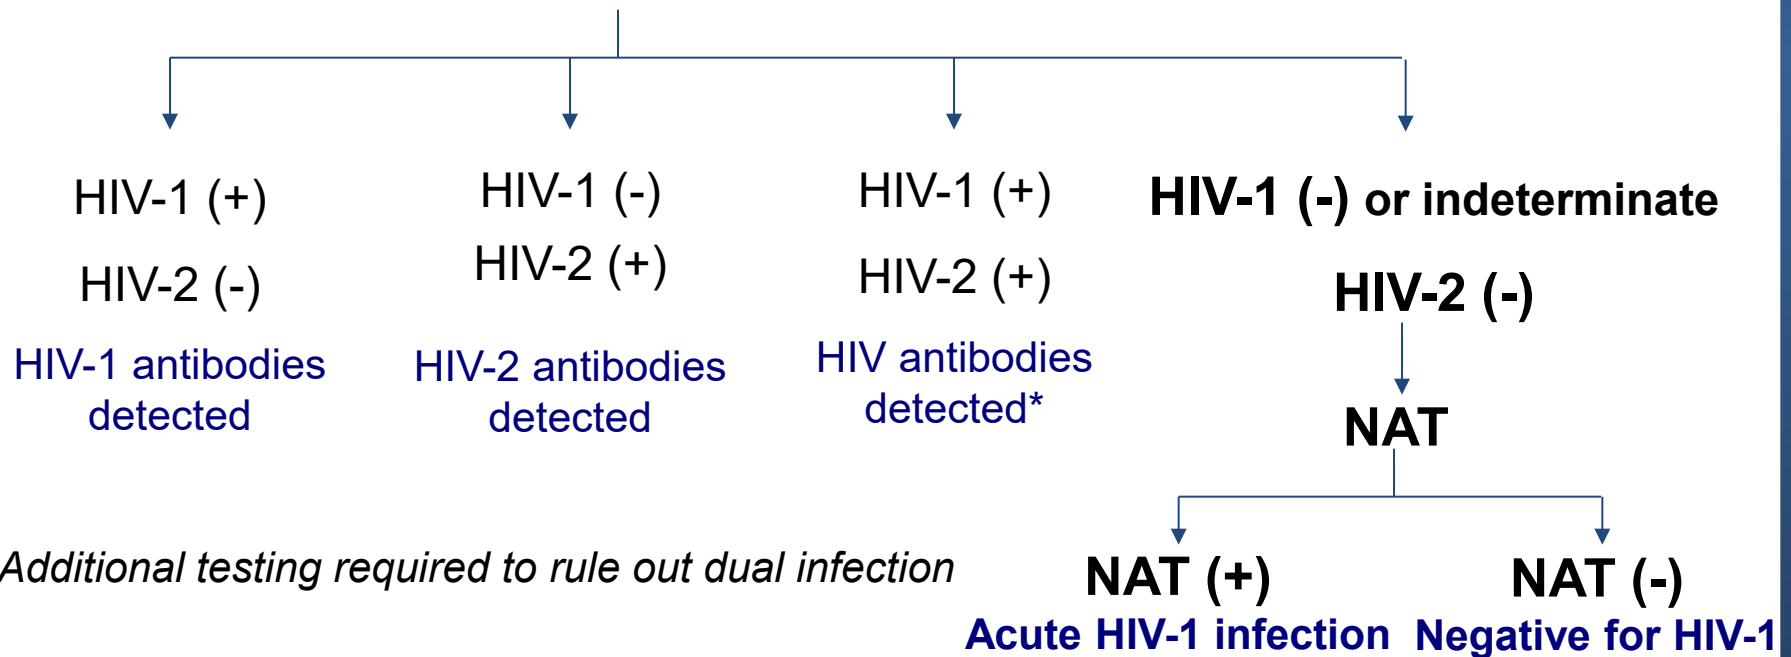 HIV-1 (+)
HIV-2 (-)
HIV-1 antibodies
detected
HIV-1 (-)
HIV-2 (+)
HIV-2 antibodies
detected
HIV-1 (+)
HIV-2 (+)
HIV antibodies
detected*
HIV-1 (-) or indeterminate
HIV-2 (-)
NAT
NAT (+)
Acute HIV-1 infection
NAT (-)
Negative for HIV-1
Additional testing required to rule out dual infection